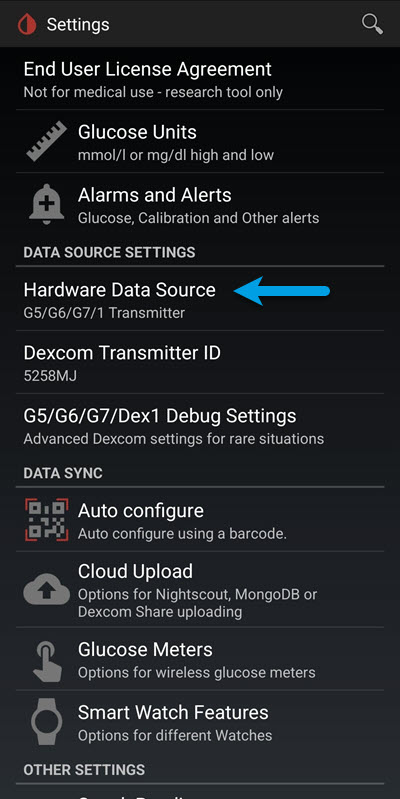 Settings
End User License Agreement
Not for medical use - research tool only
Glucose Units
mmol/l or mg/dl high and low
Alarms and Alerts
Glucose, Calibration and Other alerts
DATA SOURCE SETTINGS
Hardware Data Source
G5/G6/G7/1 Transmitter
Dexcom Transmitter ID
5258MJ
G5/G6/G7/Dex1 Debug Settings
Advanced Dexcom settings for rare situations
DATA SYNC
Auto configure
Auto configure using a barcode.
Cloud Upload
Options for Nightscout, MongoDB or
Dexcom Share uploading
Glucose Meters
Options for wireless glucose meters
Smart Watch Features
Options for different Watches
OTHER SETTINGS